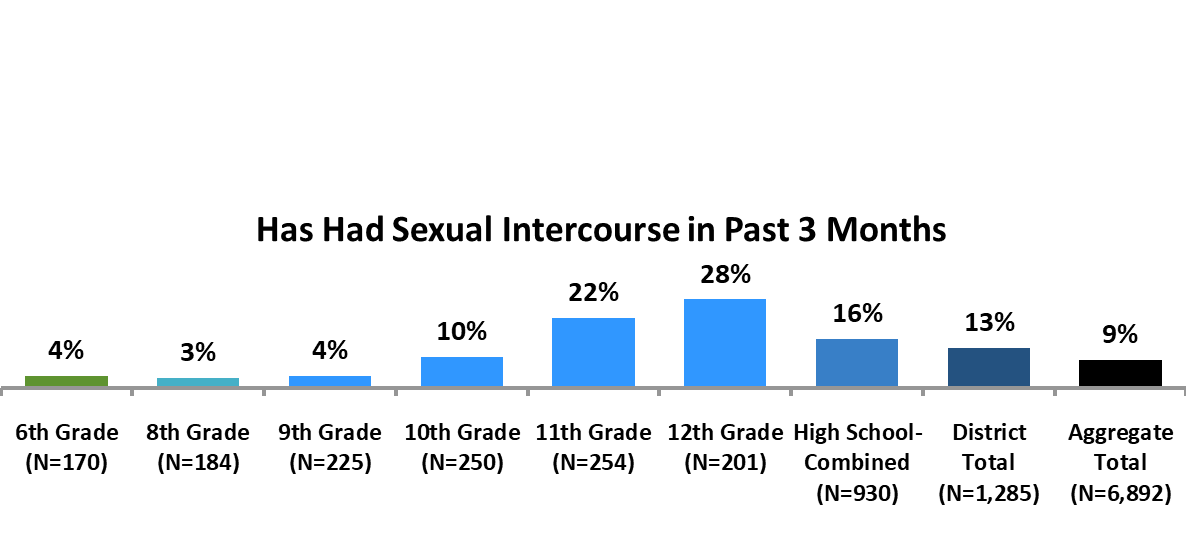 Has Had Sexual Intercourse in Past 3 Months
4%
3%
4%
10%
22%
28%
16%
13%
9%
6th Grade
(N=170)
8th Grade
(N=184)
9th Grade
(N=225)
10th Grade
(N=250)
11th Grade
(N=254)
12th Grade
(N=201)
High School-
Combined
(N=930)
District
Total
(N=1,285)
Aggregate
Total
(N=6,892)